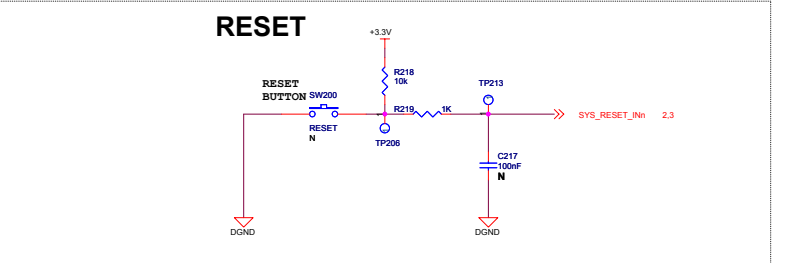 RESET
+3.3V
R218
10k
TP213
RESET
BUTTON
SW200
R219
1K
SYS_RESET_INn 2,3
RESET
N
TP206
C217
100nF
N
DGND
DGND